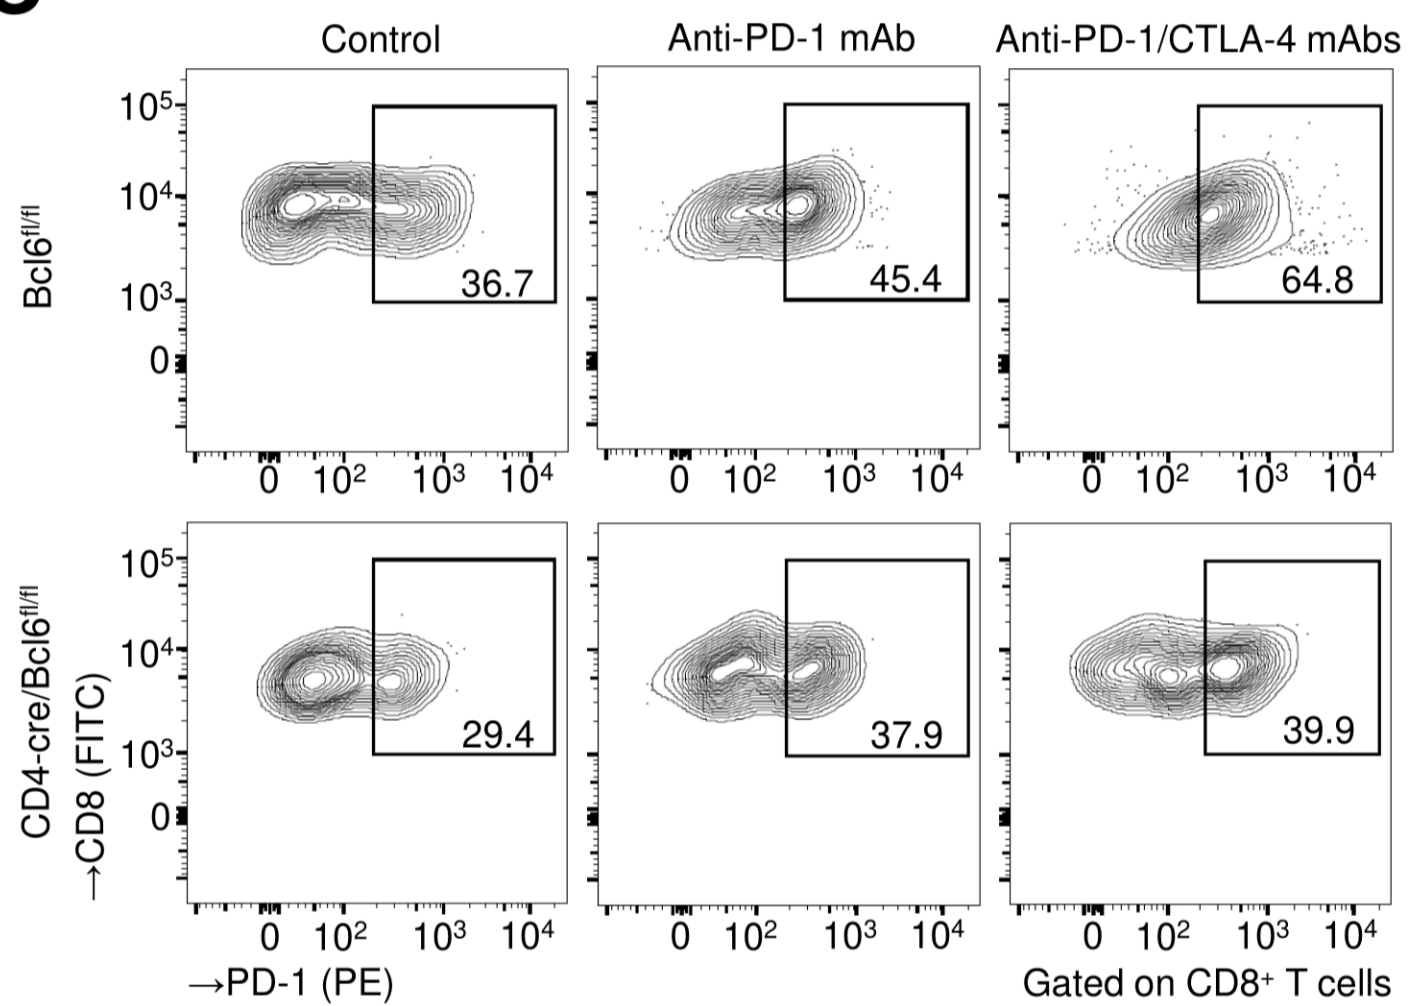 Control
Anti-PD-1 mAb
Anti-PD-1/CTLA-4 mAbs
Bcl6fl/fl
10⁵
10⁴
10³
0
36.7
45.4
64.8
0 10² 10³ 10⁴
0 10² 10³ 10⁴
0 10² 10³ 10⁴
CD4-cre/Bcl6fl/fl
→CD8 (FITC)
10⁵
10⁴
10³
0
29.4
37.9
39.9
0 10² 10³ 10⁴
0 10² 10³ 10⁴
0 10² 10³ 10⁴
→PD-1 (PE)
Gated on CD8⁺ T cells